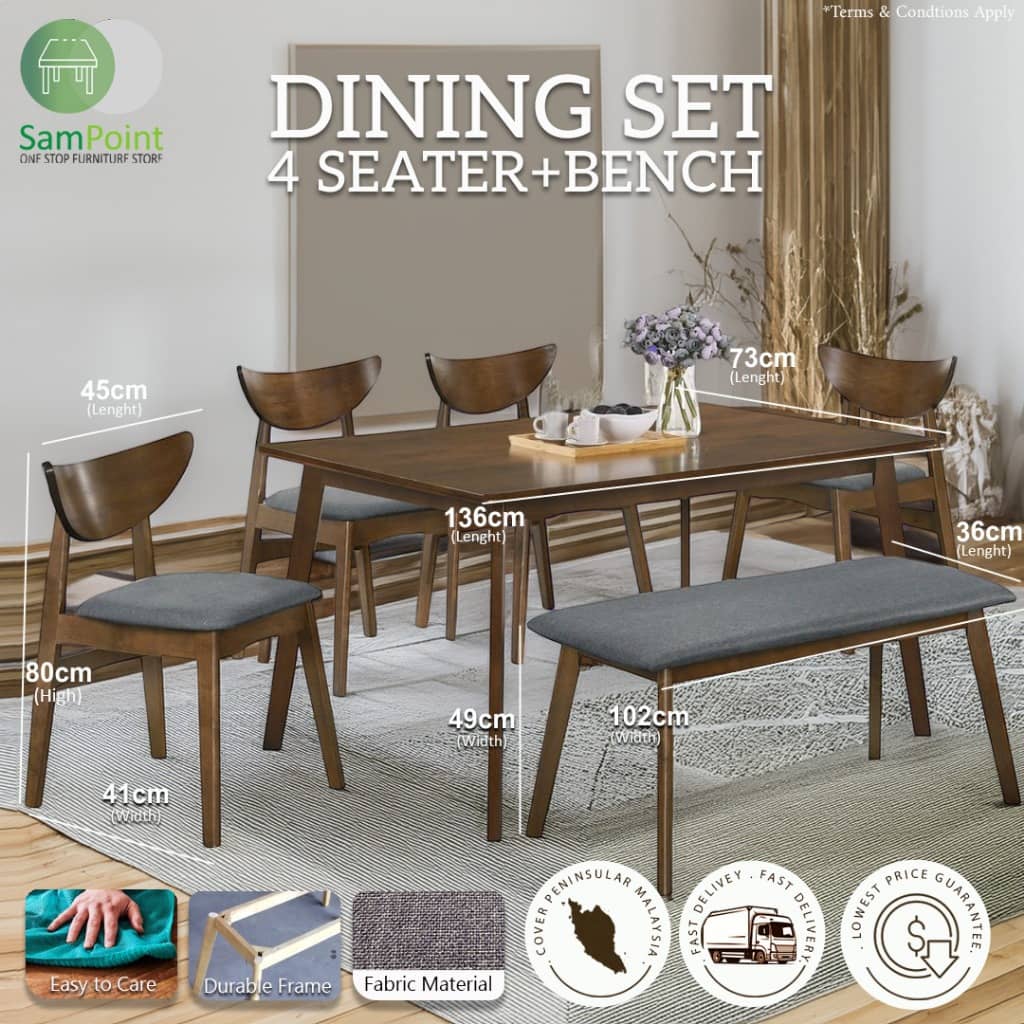 *Terms & Condtions Apply
SamPoint
ONE STOP FURNITURE STORE
DINING SET
4 SEATER+BENCH
45cm
(Lenght)
73cm
(Lenght)
136cm
(Lenght)
36cm
(Lenght)
80cm
(High)
49cm
(Width)
102cm
(Width)
41cm
(Width)
Easy to Care
Durable Frame
Fabric Material
COVER PENINSULAR MALAYSIA
FAST DELIVEY . FAST DELIVERY.
. LOWEST PRICE GUARANTEE.
$